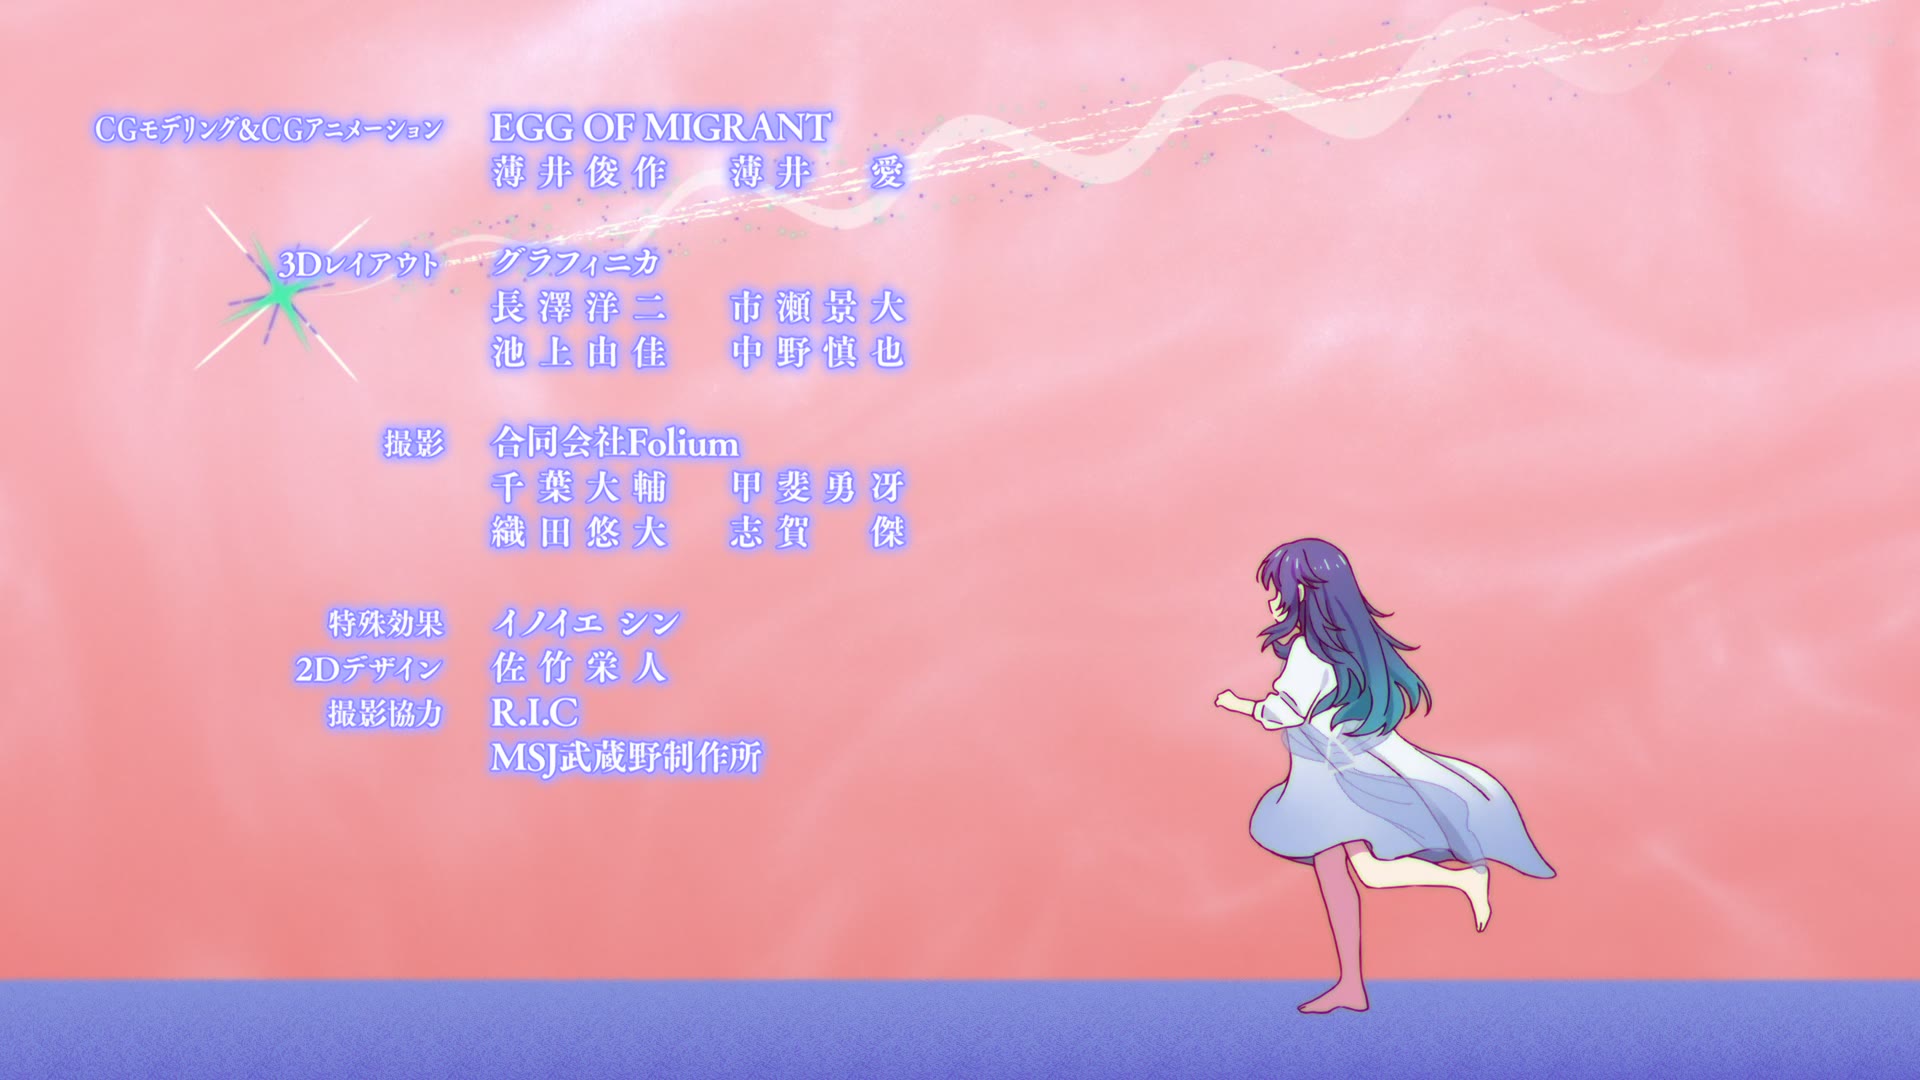 CGモデリング&CGアニメーション EGG OF MIGRANT
薄井俊作 薄井 愛
3Dレイアウト グラフィニカ
長澤洋二 市瀬景大
池上由佳 中野慎也
撮影 合同会社Folium
千葉大輔 甲斐勇冴
織田悠大 志賀 傑
特殊効果 イノイエ シン
2Dデザイン 佐竹栄人
撮影協力 R.I.C
MSJ武蔵野制作所